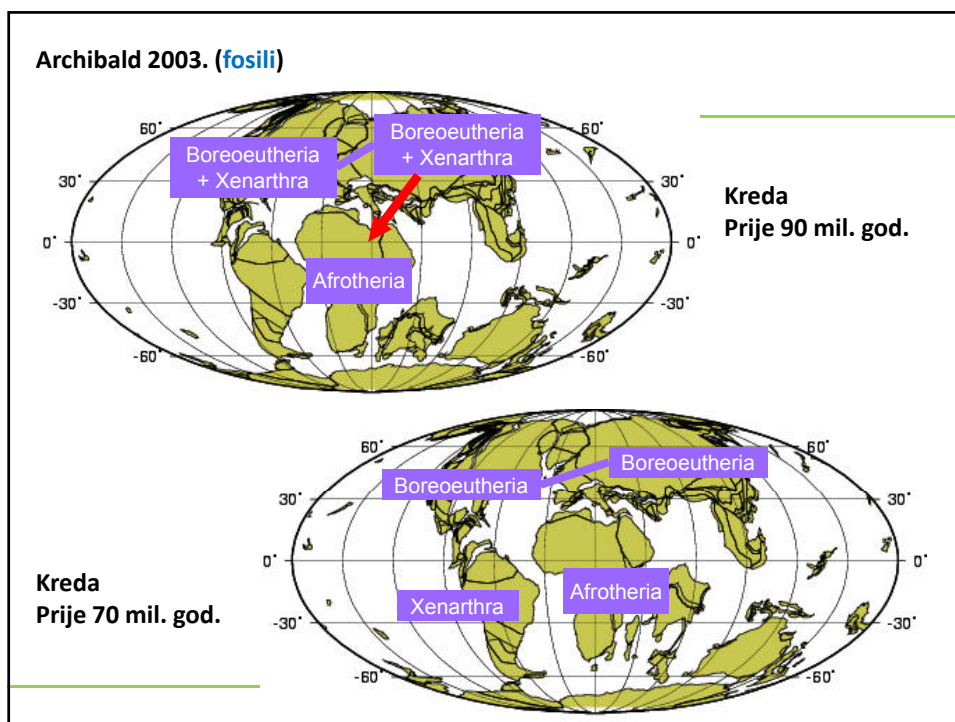 Archibald 2003. (fosili)
60˚
60˚
Boreoeutheria
+ Xenarthra
Boreoeutheria
+ Xenarthra
30˚
30˚
0˚
0˚
Afrotheria
-30˚
-30˚
-60˚
-60˚
Kreda
Prije 90 mil. god.
60˚
60˚
Boreoeutheria
Boreoeutheria
30˚
30˚
0˚
0˚
Xenarthra
Afrotheria
-30˚
-30˚
-60˚
-60˚
Kreda
Prije 70 mil. god.